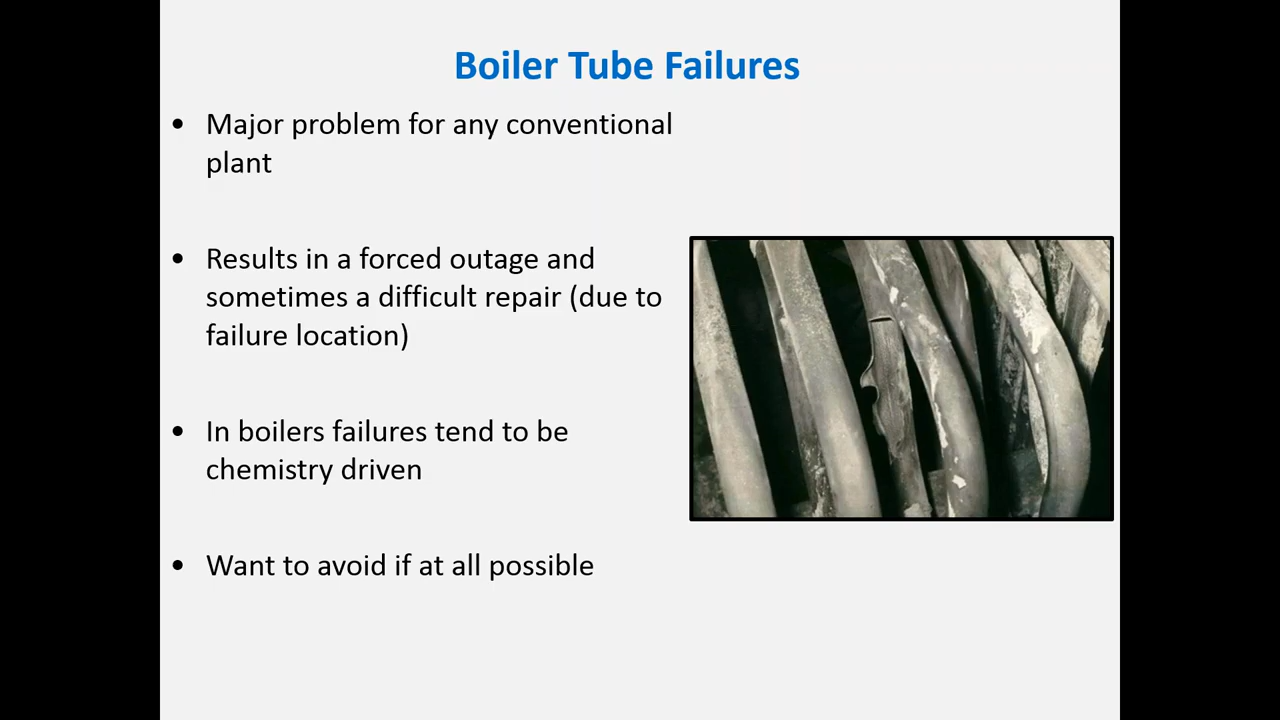 Boiler Tube Failures
• Major problem for any conventional
plant
• Results in a forced outage and
sometimes a difficult repair (due to
failure location)
• In boilers failures tend to be
chemistry driven
• Want to avoid if at all possible